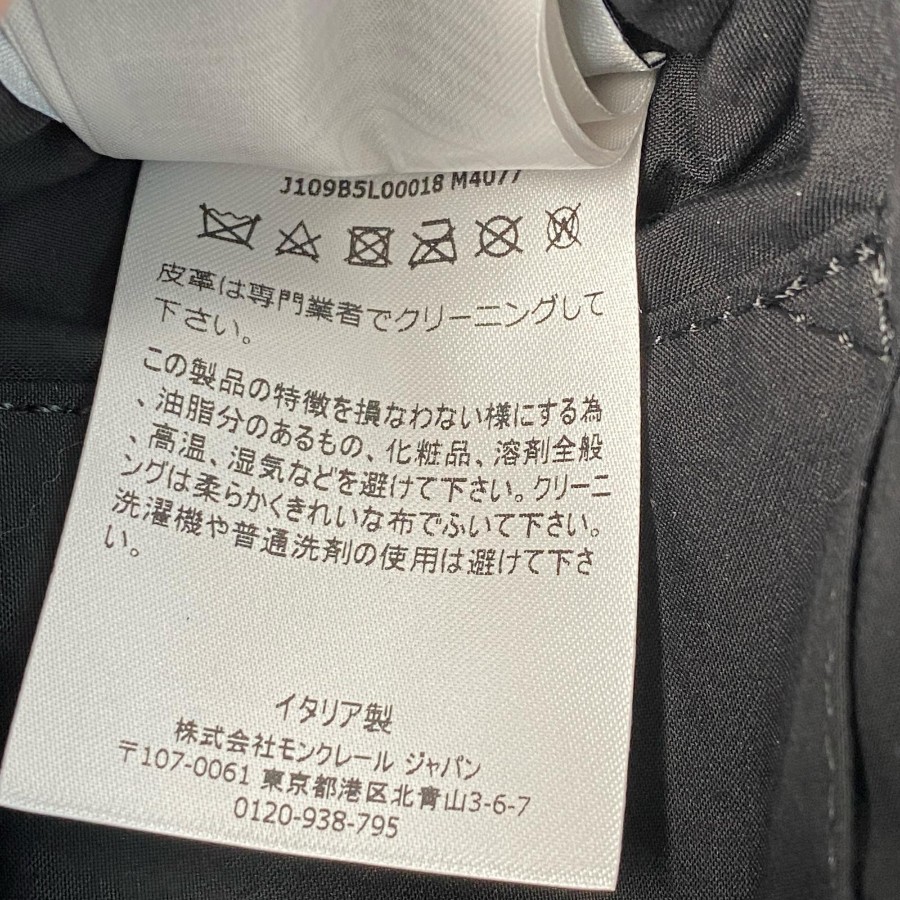 J109B5L00018 M4077
皮革は専門業者でクリーニングして
下さい。
この製品の特徴を損なわない様にする為
、油脂分のあるもの、化粧品、溶剤全般
、高温、湿気などを避けて下さい。クリーニ
ングは柔らかくきれいな布でふいて下さい。
洗濯機や普通洗剤の使用は避けて下さ
い。
イタリア製
株式会社モンクレール ジャパン
〒107-0061 東京都港区北青山3-6-7
0120-938-795